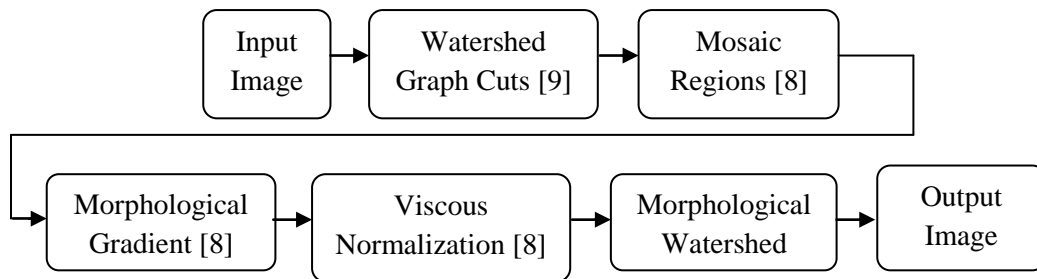 Input
Image
Watershed
Graph Cuts [9]
Mosaic
Regions [8]
Morphological
Gradient [8]
Viscous
Normalization [8]
Morphological
Watershed
Output
Image